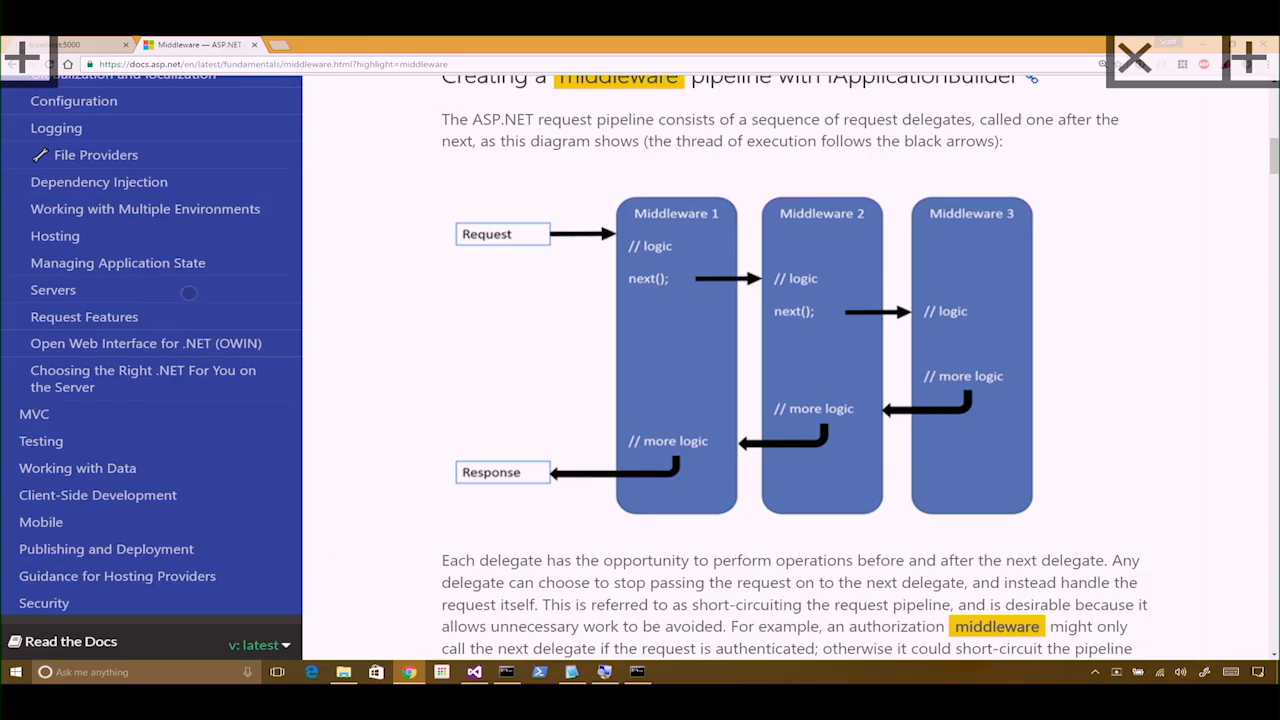 localhost:5000
Middleware — ASP.NET
Scott
https://docs.asp.net/en/latest/fundamentals/middleware.html?highlight=middleware
Globalization and localization
Configuration
Logging
File Providers
Dependency Injection
Working with Multiple Environments
Hosting
Managing Application State
Servers
Request Features
Open Web Interface for .NET (OWIN)
Choosing the Right .NET For You on
the Server
MVC
Testing
Working with Data
Client-Side Development
Mobile
Publishing and Deployment
Guidance for Hosting Providers
Security
Read the Docs
v: latest
Creating a middleware pipeline with IApplicationBuilder
The ASP.NET request pipeline consists of a sequence of request delegates, called one after the
next, as this diagram shows (the thread of execution follows the black arrows):
Middleware 1
Middleware 2
Middleware 3
Request
// logic
next();
// logic
next();
// logic
// more logic
// more logic
// more logic
Response
Each delegate has the opportunity to perform operations before and after the next delegate. Any
delegate can choose to stop passing the request on to the next delegate, and instead handle the
request itself. This is referred to as short-circuiting the request pipeline, and is desirable because it
allows unnecessary work to be avoided. For example, an authorization middleware might only
call the next delegate if the request is authenticated; otherwise it could short-circuit the pipeline
Ask me anything